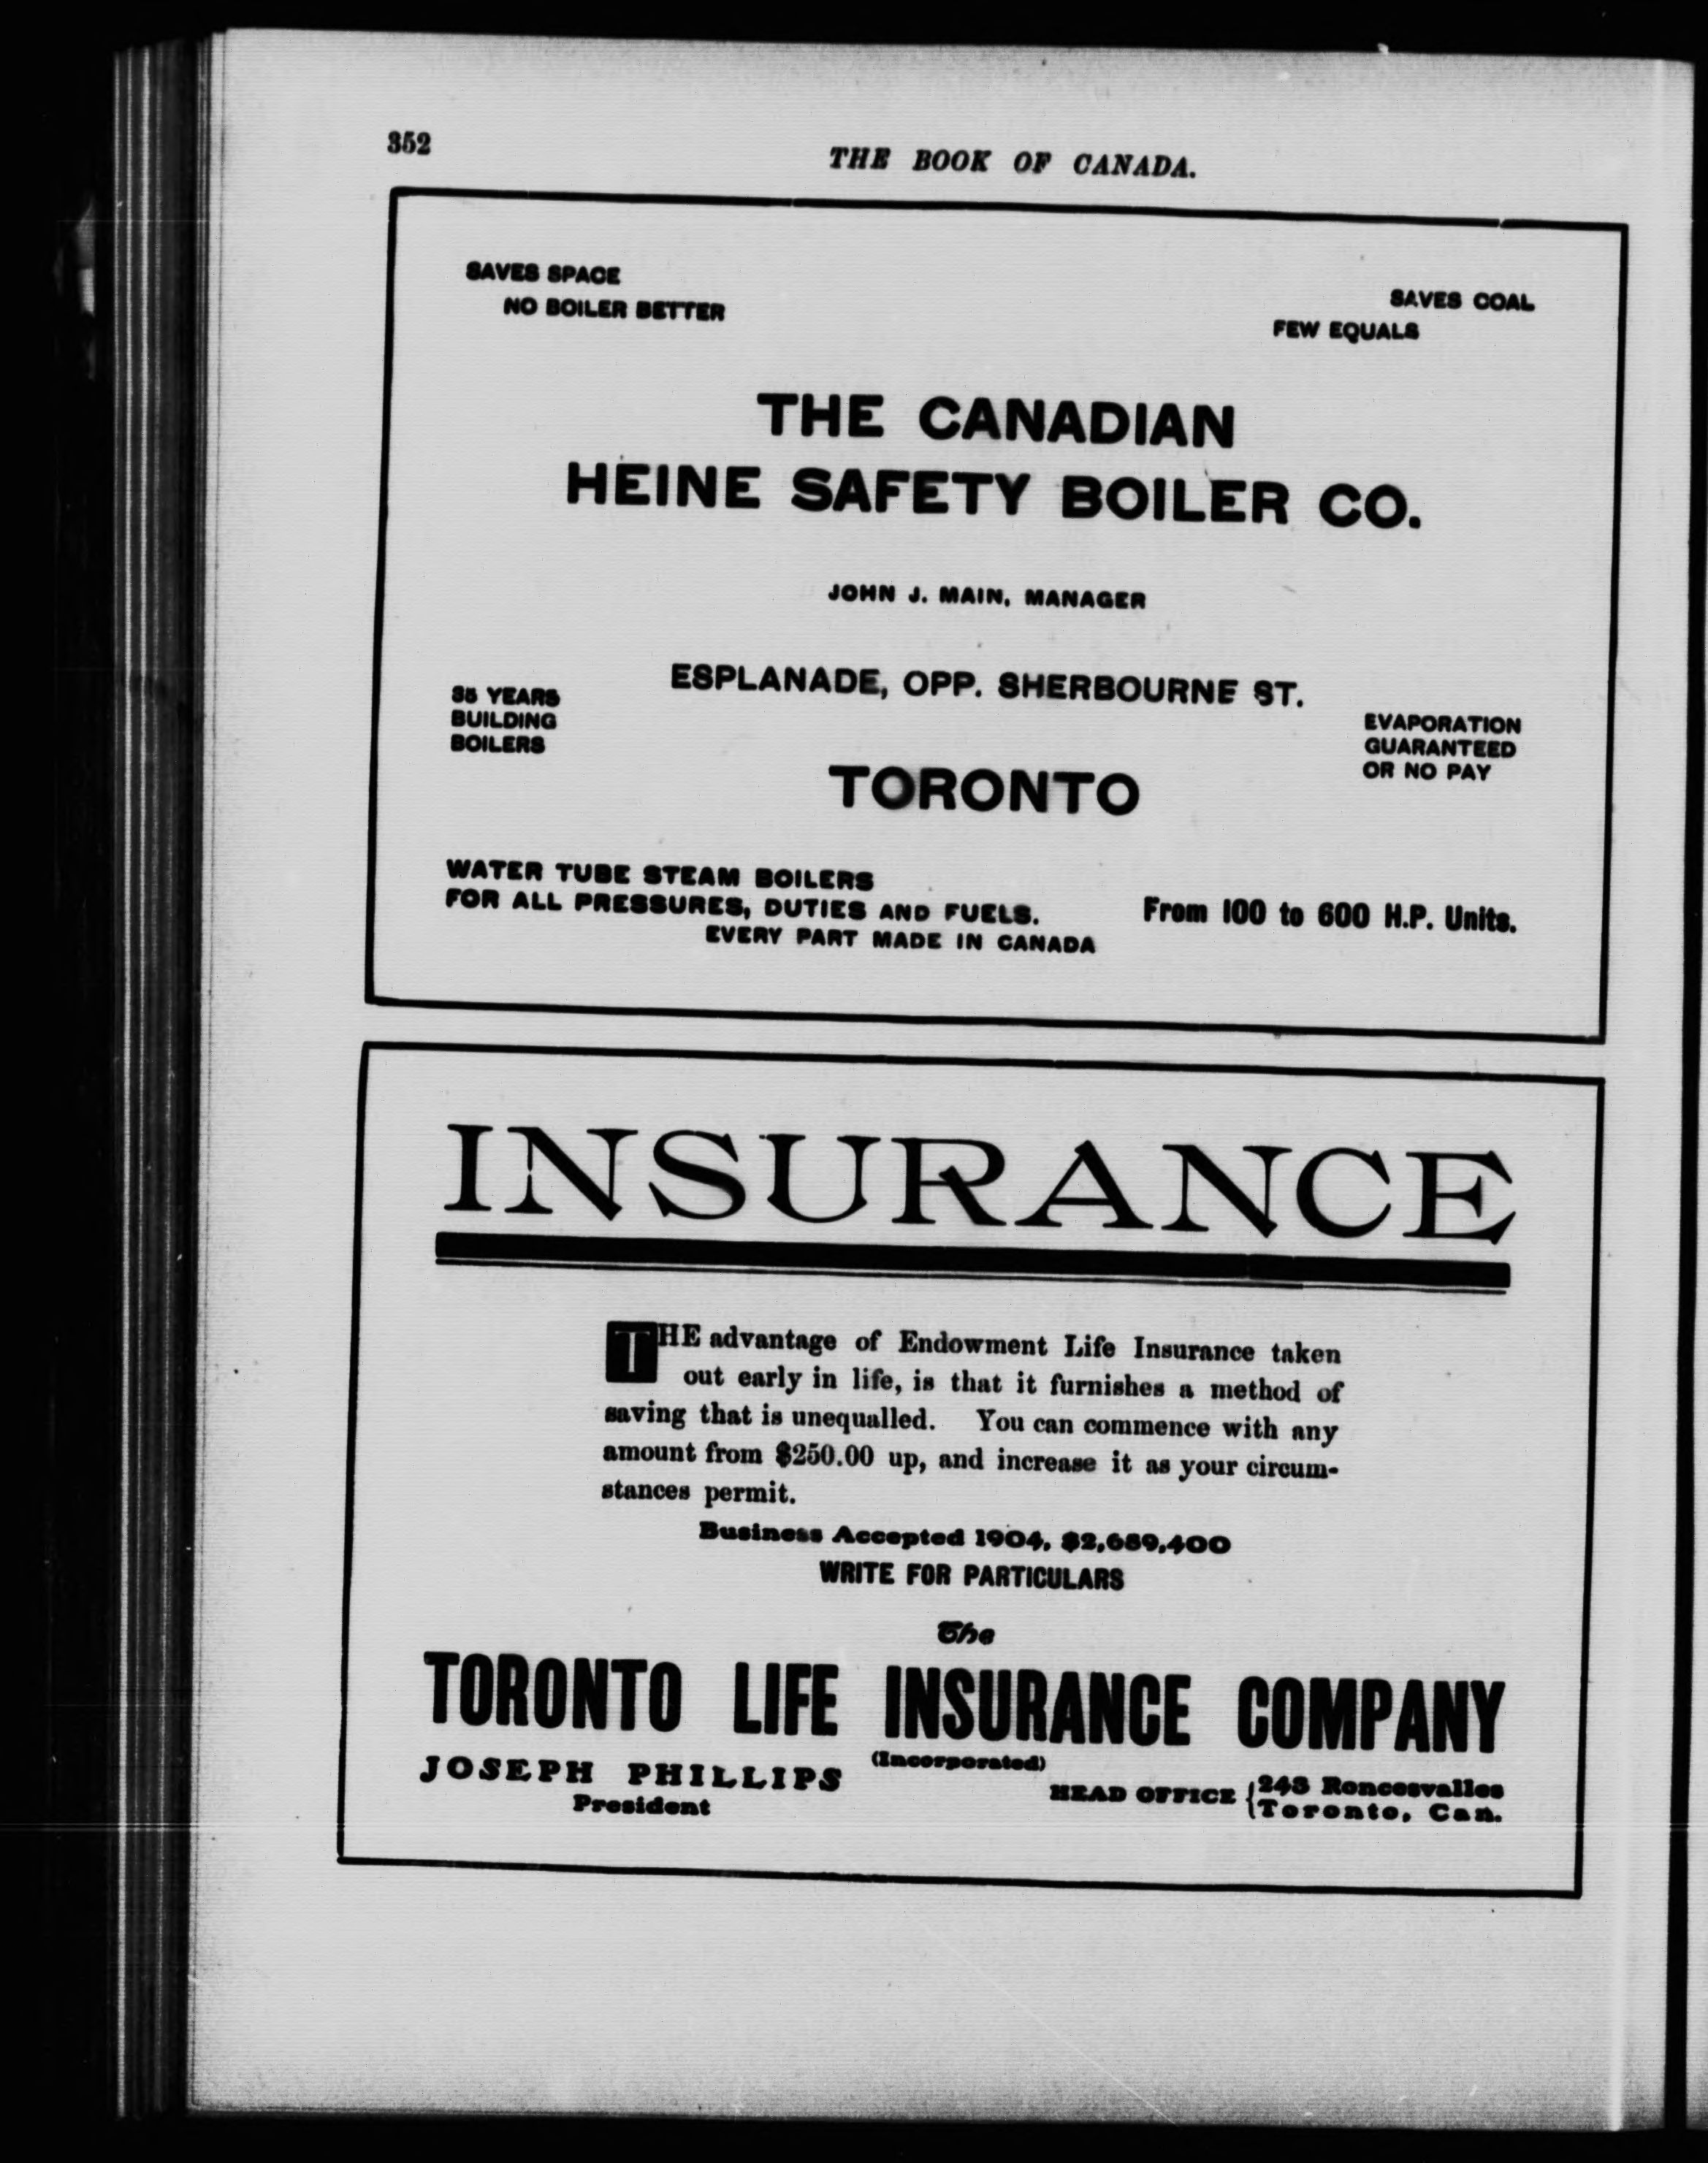 352
THE BOOK OF CANADA.
SAVES SPACE
NO BOILER BETTER
SAVES COAL
FEW EQUALS
THE CANADIAN
HEINE SAFETY BOILER CO.
JOHN J. MAIN, MANAGER
ESPLANADE, OPP. SHERBOURNE ST.
35 YEARS
BUILDING
BOILERS
EVAPORATION
GUARANTEED
OR NO PAY
TORONTO
WATER TUBE STEAM BOILERS
FOR ALL PRESSURES, DUTIES AND FUELS.
From 100 to 600 H.P. Units.
EVERY PART MADE IN CANADA
INSURANCE
THE advantage of Endowment Life Insurance taken
out early in life, is that it furnishes a method of
saving that is unequalled. You can commence with any
amount from $250.00 up, and increase it as your circum-
stances permit.
Business Accepted 1904, $2,689,400
WRITE FOR PARTICULARS
The
TORONTO LIFE INSURANCE COMPANY
(Incorporated)
JOSEPH PHILLIPS
President
HEAD OFFICE { 243 Roncesvalles
Toronto, Can.